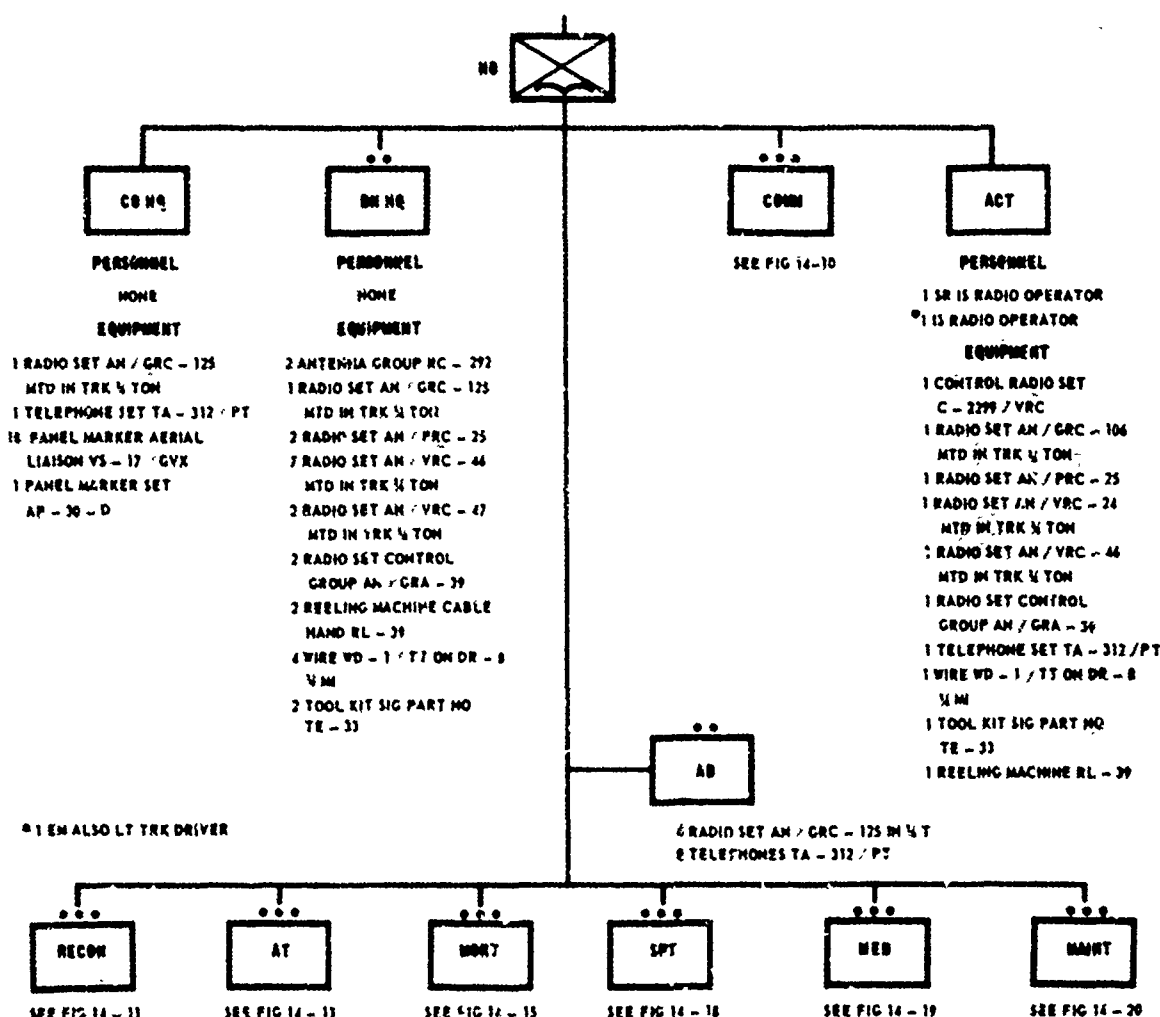 HQ
CO HQ
BN HQ
COMM
ACT
PERSONNEL
NONE
EQUIPMENT
1 RADIO SET AN / GRC – 125
MTD IN TRK ¼ TON
1 TELEPHONE SET TA – 312 / PT
18 PANEL MARKER AERIAL
LIAISON VS – 17 / GVX
1 PANEL MARKER SET
AP – 30 – D
PERSONNEL
NONE
EQUIPMENT
2 ANTENNA GROUP RC – 292
1 RADIO SET AN / GRC – 125
MTD IN TRK ¼ TON
2 RADIO SET AN / PRC – 25
7 RADIO SET AN / VRC – 46
MTD IN TRK ¼ TON
2 RADIO SET AN / VRC – 47
MTD IN TRK ¼ TON
2 RADIO SET CONTROL
GROUP AN / GRA – 39
2 REELING MACHINE CABLE
HAND RL – 39
4 WIRE WD – 1 / TT ON DR – 8
¼ MI
2 TOOL KIT SIG PART NO
TE – 33
SEE FIG 14–10
PERSONNEL
1 SR IS RADIO OPERATOR
*1 IS RADIO OPERATOR
EQUIPMENT
1 CONTROL RADIO SET
C – 2299 / VRC
1 RADIO SET AN / GRC – 106
MTD IN TRK ¼ TON
1 RADIO SET AN / PRC – 25
1 RADIO SET AN / VRC – 24
MTD IN TRK ¼ TON
RADIO SET AN / VRC – 46
MTD IN TRK ¼ TON
1 RADIO SET CONTROL
GROUP AN / GRA –
1 TELEPHONE SET TA – 312 / PT
1 WIRE WD – 1 / TT ON DR – 8
¼ MI
1 TOOL KIT SIG PART NO
TE – 33
1 REELING MACHINE RL – 39
AD
* 1 EM ALSO LT TRK DRIVER
RADIO SET AN / GRC – 125 IN ¼ T
8 TELEPHONES TA – 312 / PT
RECON
AT
MORT
SPT
MED
MAINT
SEE FIG 14 –
SEE FIG 14 –
SEE FIG 14 – 15
SEE FIG 14 – 18
SEE FIG 14 – 19
SEE FIG 14 – 20